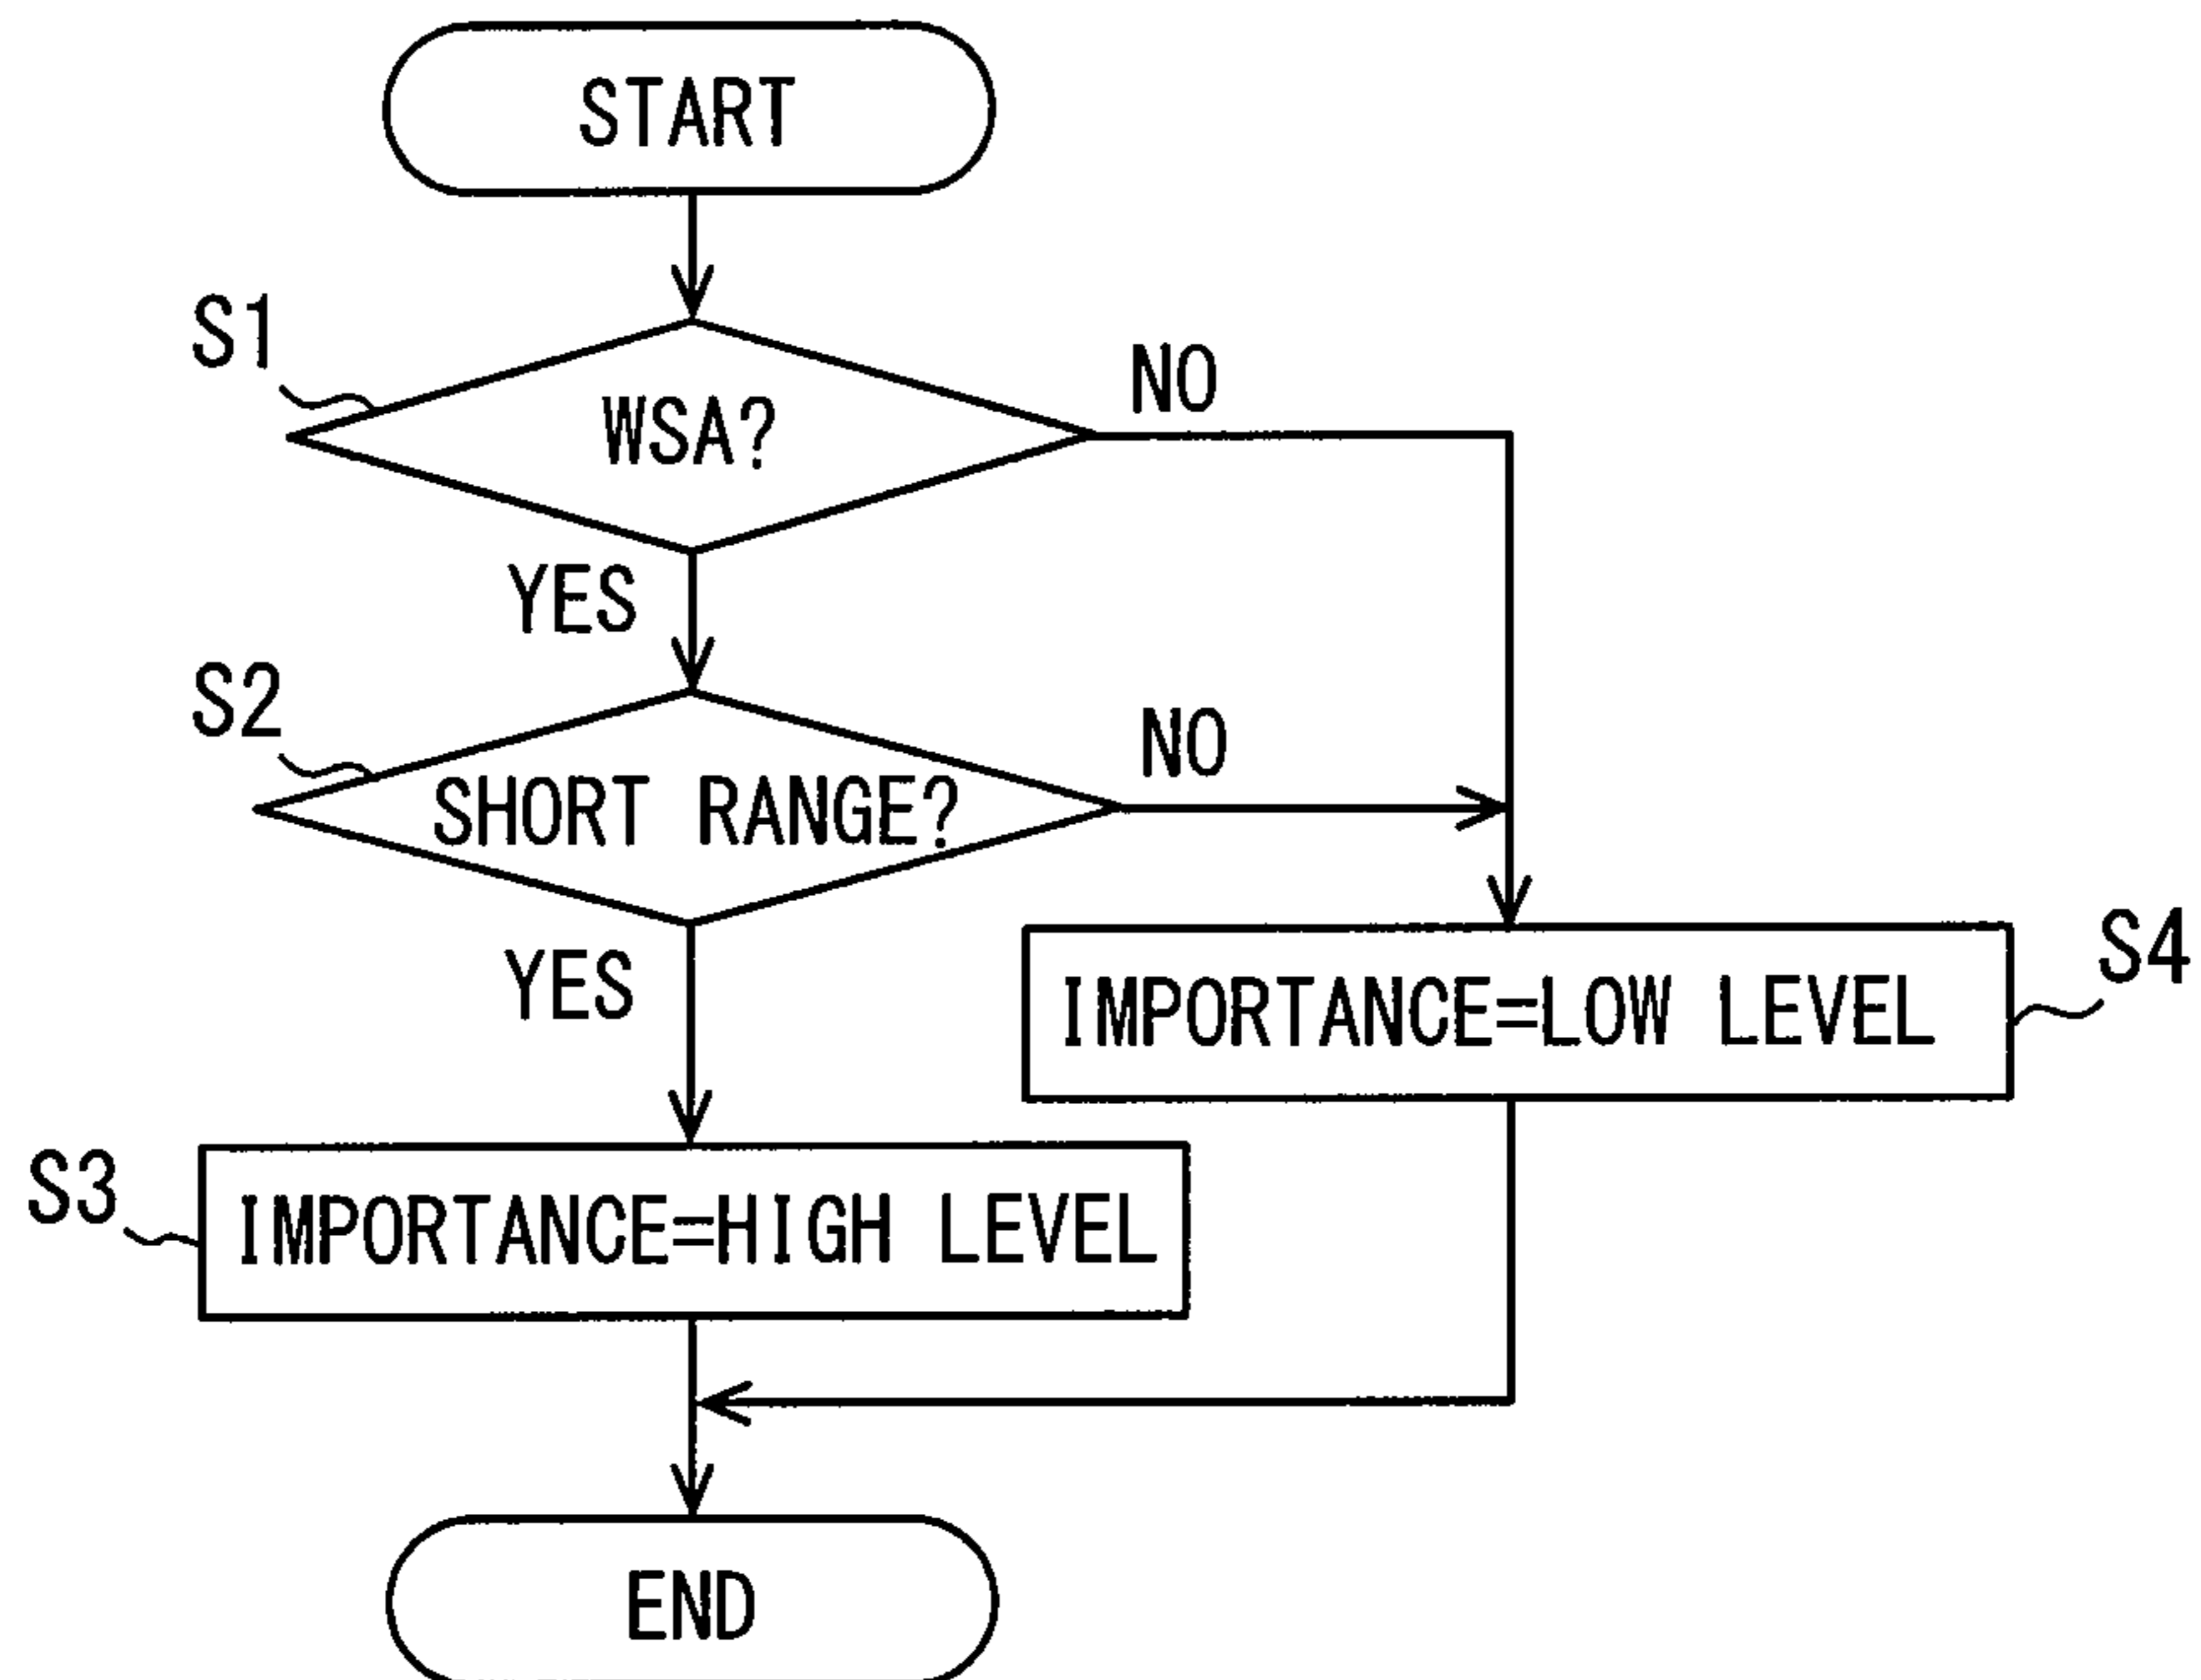 START
S1
WSA?
NO
YES
S2
SHORT RANGE?
NO
YES
IMPORTANCE=LOW LEVEL
S4
S3
IMPORTANCE=HIGH LEVEL
END